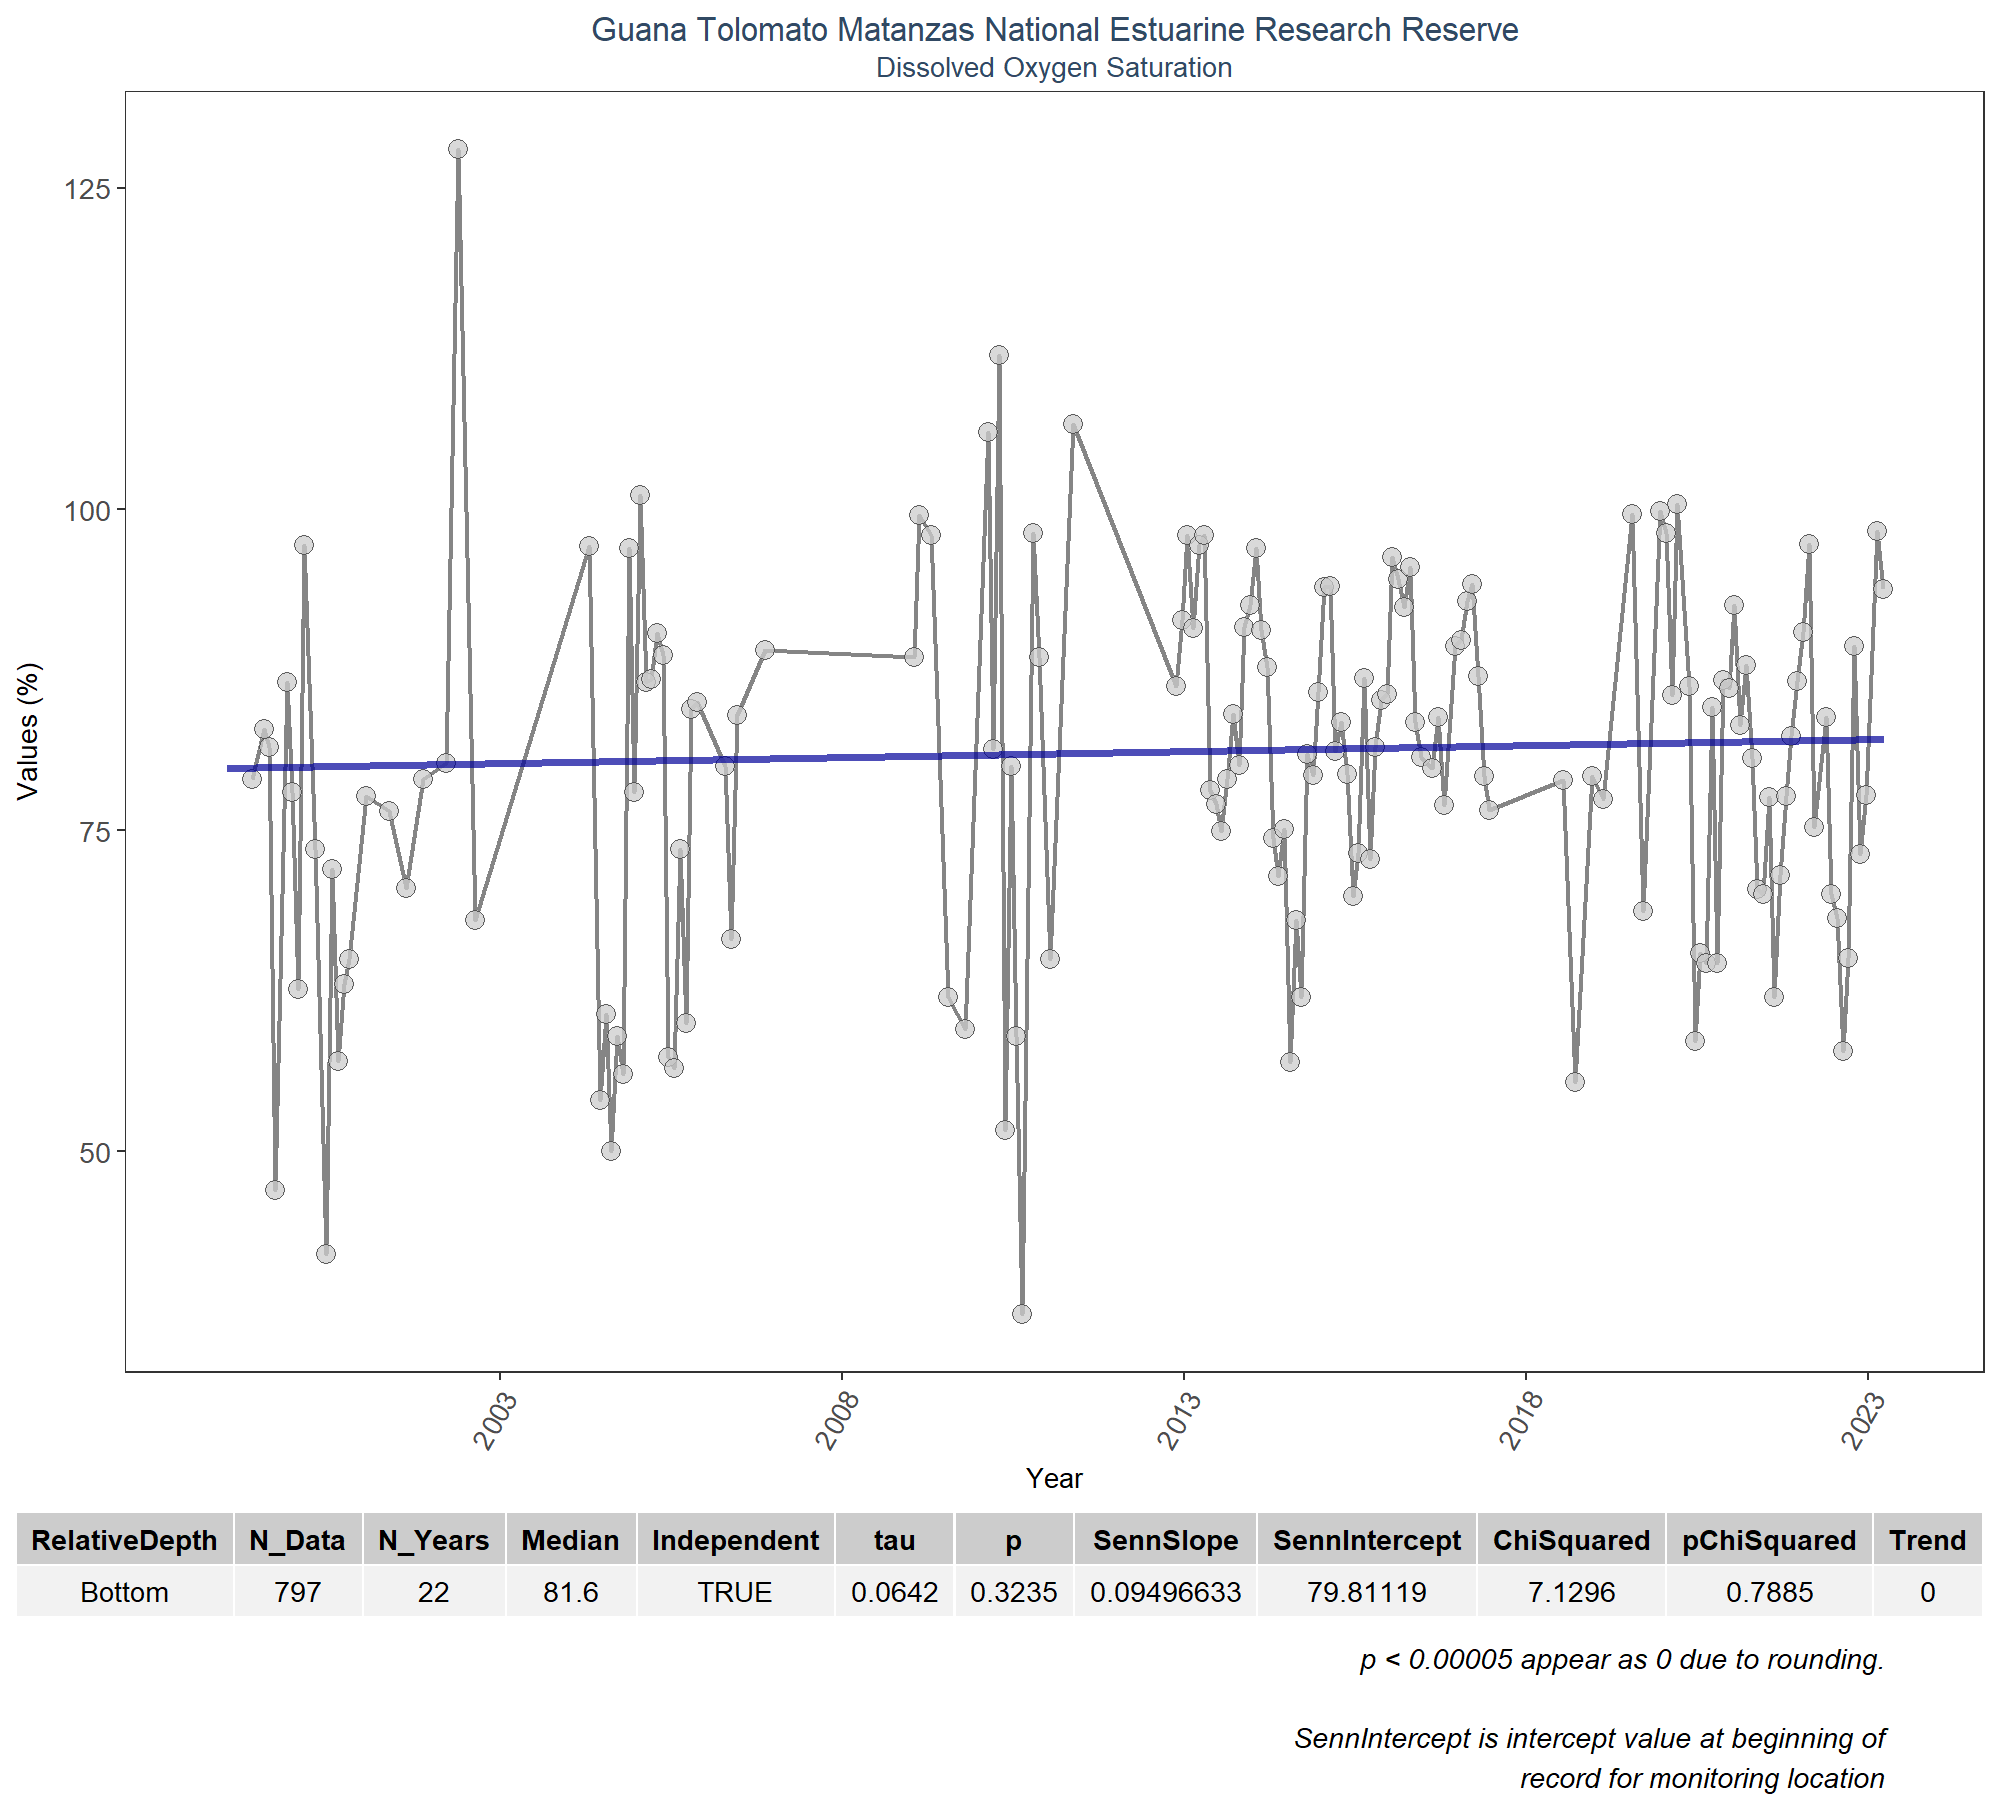 Guana Tolomato Matanzas National Estuarine Research Reserve
Dissolved Oxygen Saturation
Values (%)
125
100
75
50
2003
2008
2013
2018
2023
Year
RelativeDepth N_Data N_Years Median Independent tau p SennSlope SennIntercept ChiSquared pChiSquared Trend
Bottom 797 22 81.6 TRUE 0.0642 0.3235 0.09496633 79.81119 7.1296 0.7885 0
p < 0.00005 appear as 0 due to rounding.
SennIntercept is intercept value at beginning of
record for monitoring location